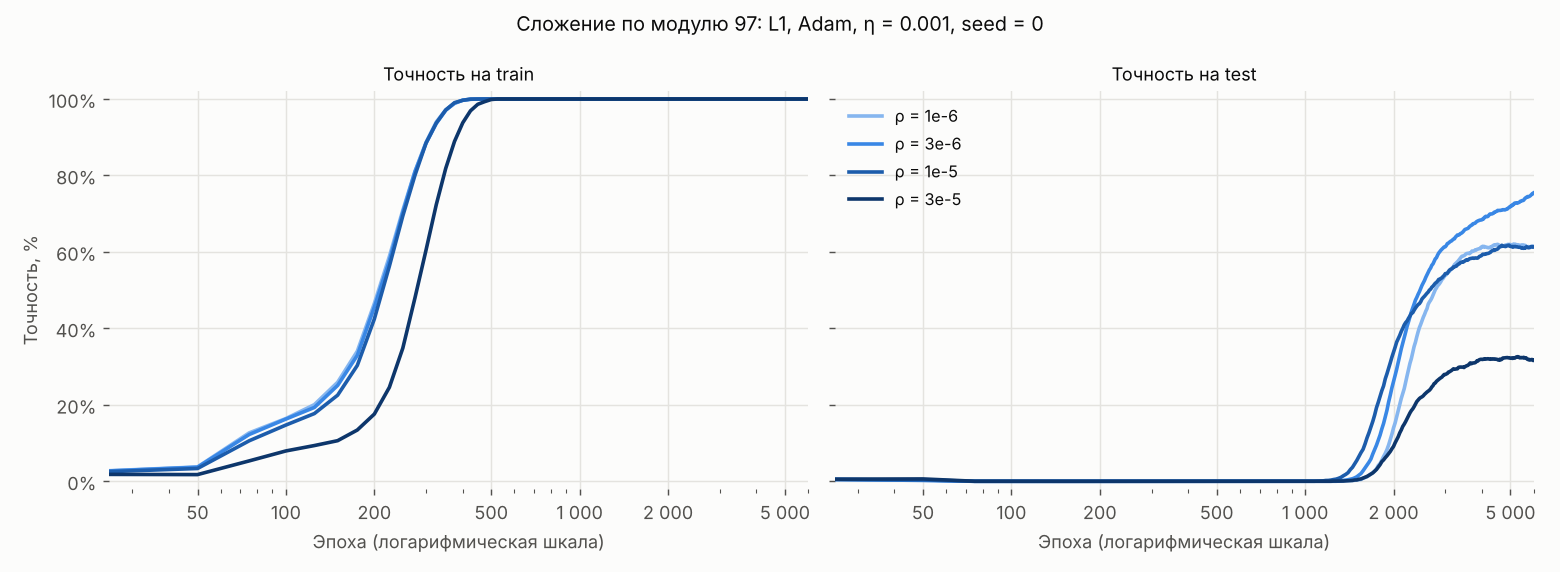 Сложение по модулю 97: L1, Adam, η = 0.001, seed = 0
Точность на train
Точность, %
100%
80%
60%
40%
20%
0%
50 100 200 500 1 000 2 000 5 000
Эпоха (логарифмическая шкала)
Точность на test
ρ = 1e-6
ρ = 3e-6
ρ = 1e-5
ρ = 3e-5
50 100 200 500 1 000 2 000 5 000
Эпоха (логарифмическая шкала)